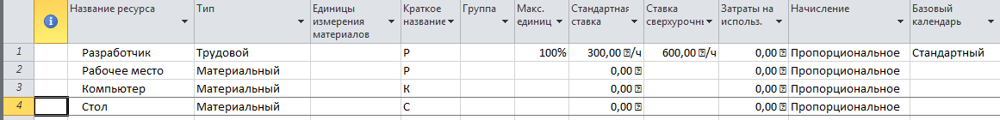 Название ресурса Тип Единицы измерения материалов Краткое название Группа Макс. единиц Стандартная ставка Ставка сверхурочн Затраты на использ. Начисление Базовый календарь
1 Разработчик Трудовой Р 100% 300,00 ⍰/ч 600,00 ⍰/ч 0,00 ⍰ Пропорциональное Стандартный
2 Рабочее место Материальный Р 0,00 ⍰ 0,00 ⍰ Пропорциональное
3 Компьютер Материальный К 0,00 ⍰ 0,00 ⍰ Пропорциональное
4 Стол Материальный С 0,00 ⍰ 0,00 ⍰ Пропорциональное